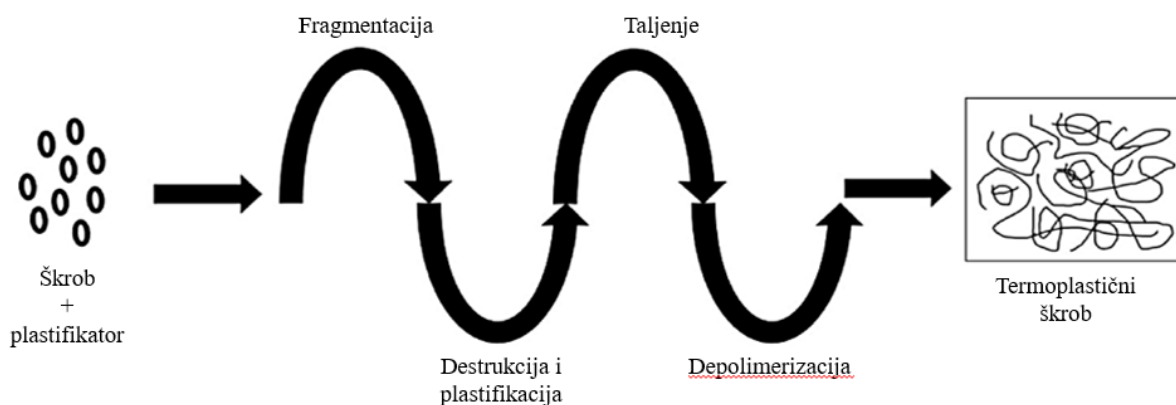 Fragmentacija
Taljenje
Škrob
+
plastifikator
Destrukcija i
plastifikacija
Depolimerizacija
Termoplastični
škrob